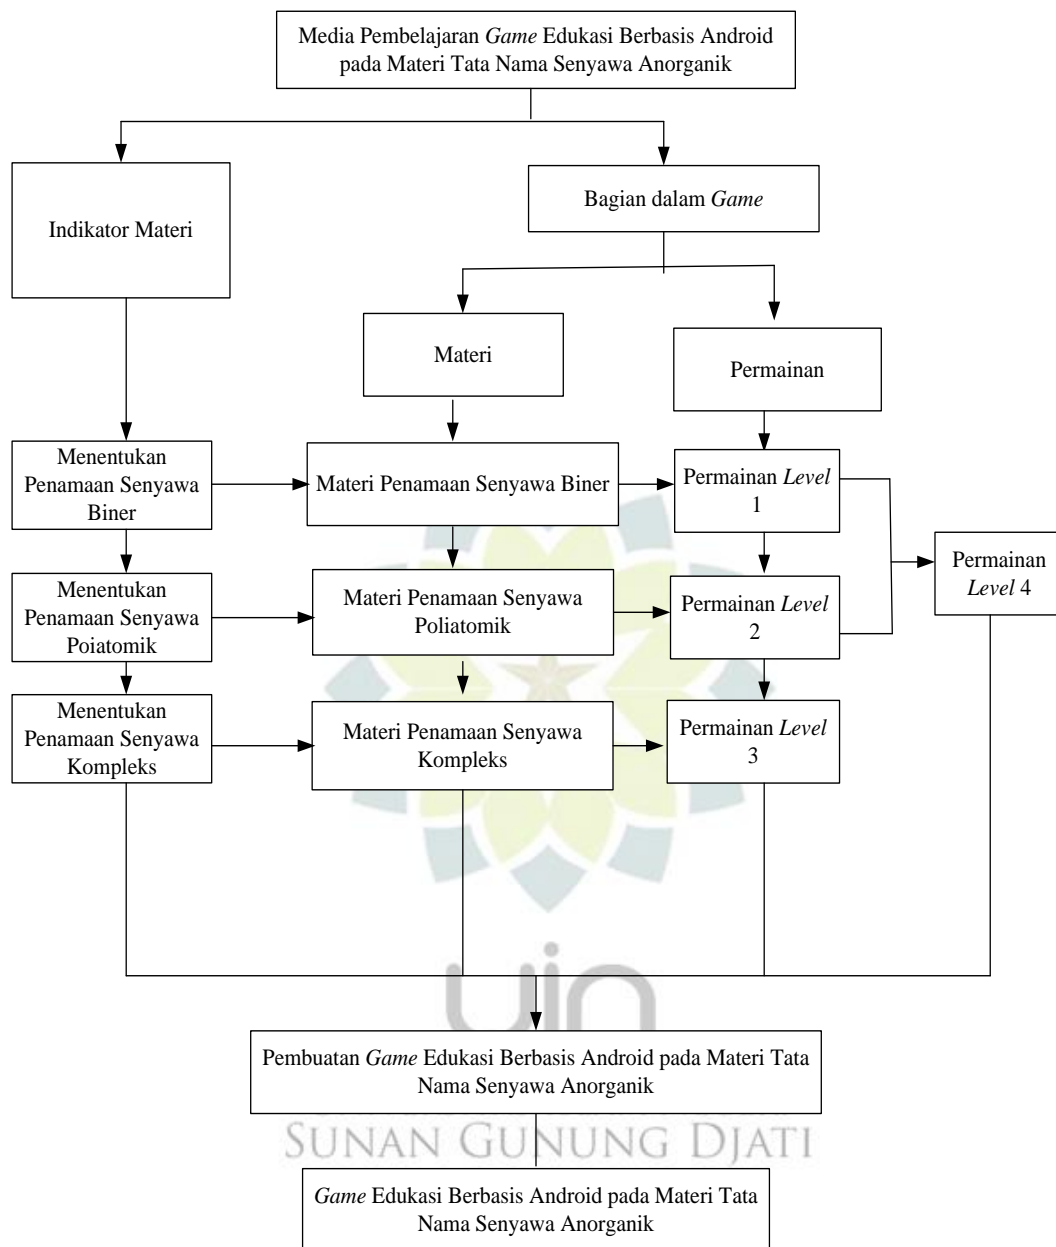 Media Pembelajaran Game Edukasi Berbasis Android
pada Materi Tata Nama Senyawa Anorganik
Indikator Materi
Bagian dalam Game
Materi
Permainan
Menentukan
Penamaan Senyawa
Biner
Materi Penamaan Senyawa Biner
Permainan Level
1
Permainan
Level 4
Menentukan
Penamaan Senyawa
Poiatomik
Materi Penamaan Senyawa
Poliatomik
Permainan Level
2
Menentukan
Penamaan Senyawa
Kompleks
Materi Penamaan Senyawa
Kompleks
Permainan Level
3
uin
Pembuatan Game Edukasi Berbasis Android pada Materi Tata
Nama Senyawa Anorganik
SUNAN GUNUNG DJATI
Game Edukasi Berbasis Android pada Materi Tata
Nama Senyawa Anorganik